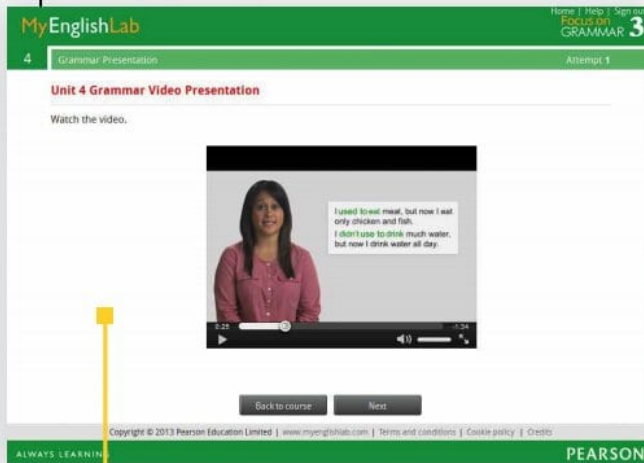 Home | Help | Sign out
MyEnglishLab
Focus on
GRAMMAR 3
4
Grammar Presentation
Attempt 1
Unit 4 Grammar Video Presentation
Watch the video.
I used to eat meat, but now I eat
only chicken and fish.
I didn't use to drink much water,
but now I drink water all day.
0:25
-1:34
Back to course
Next
Copyright © 2013 Pearson Education Limited | www.myenglishlab.com | Terms and conditions | Cookie policy | Credits
ALWAYS LEARNING
PEARSON